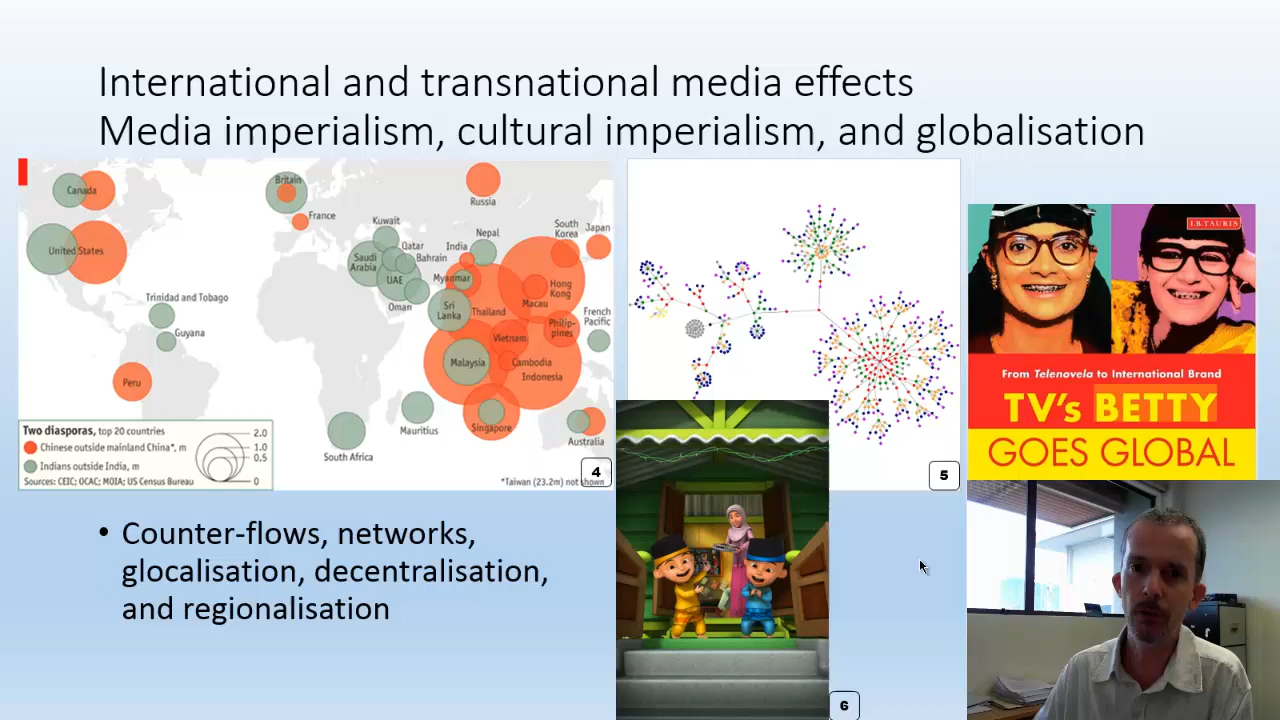 International and transnational media effects
Media imperialism, cultural imperialism, and globalisation
Canada
United States
Trinidad and Tobago
Guyana
Peru
Britain
France
Russia
Kuwait
Qatar
Bahrain
Saudi
Arabia
UAE
Oman
Nepal
India
Myanmar
Sri
Lanka
Thailand
Vietnam
Malaysia
Cambodia
Indonesia
Singapore
South
Korea
Japan
Hong
Kong
Macau
Philip-
pines
French
Pacific
Australia
Mauritius
South Africa
Two diasporas, top 20 countries
Chinese outside mainland China*, m
Indians outside India, m
2.0
1.0
0.5
0
Sources: CEIC; OCAC; MOIA; US Census Bureau
*Taiwan (23.2m) not shown
4
5
I.B.TAURIS
From Telenovela to International Brand
TV's BETTY
GOES GLOBAL
• Counter-flows, networks,
glocalisation, decentralisation,
and regionalisation
6